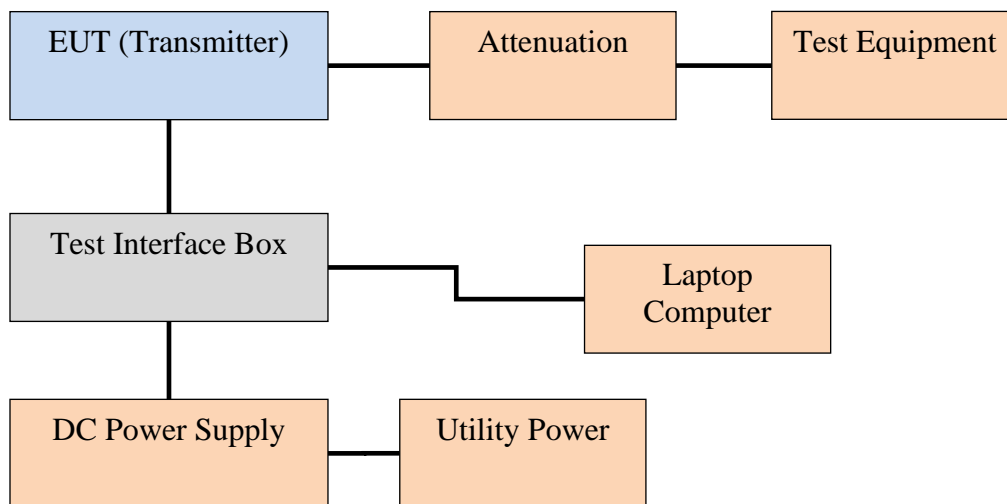 EUT (Transmitter)
Attenuation
Test Equipment
Test Interface Box
Laptop
Computer
DC Power Supply
Utility Power